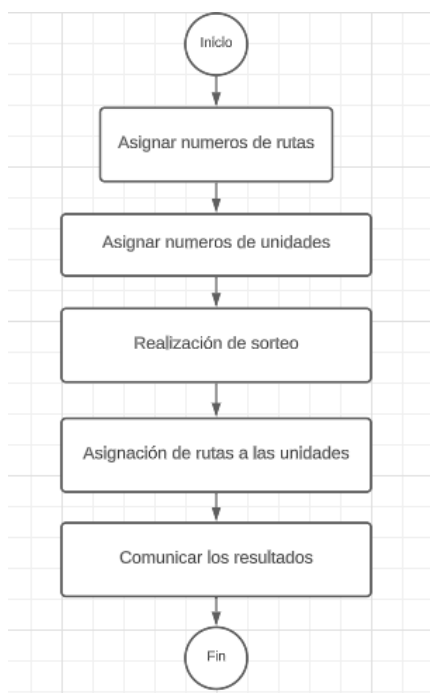 Inicio
Asignar numeros de rutas
Asignar numeros de unidades
Realización de sorteo
Asignación de rutas a las unidades
Comunicar los resultados
Fin